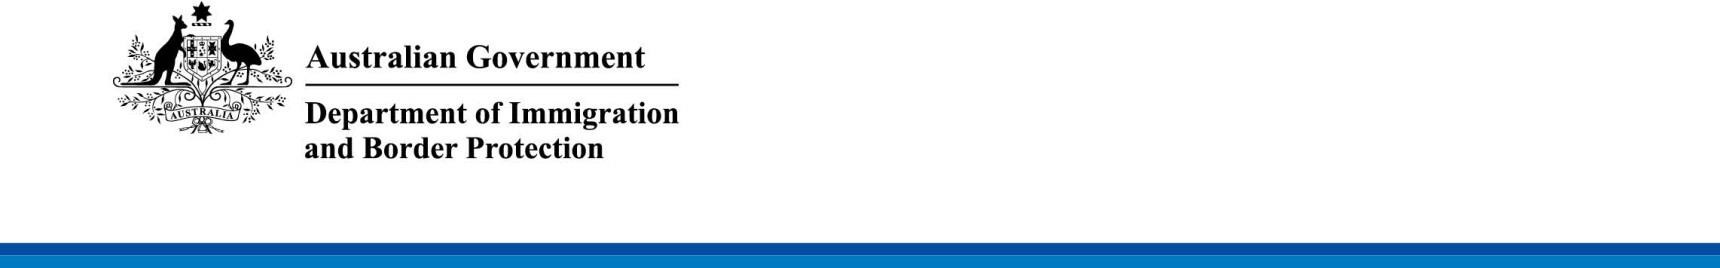 AUSTRALIA
Australian Government
Department of Immigration
and Border Protection